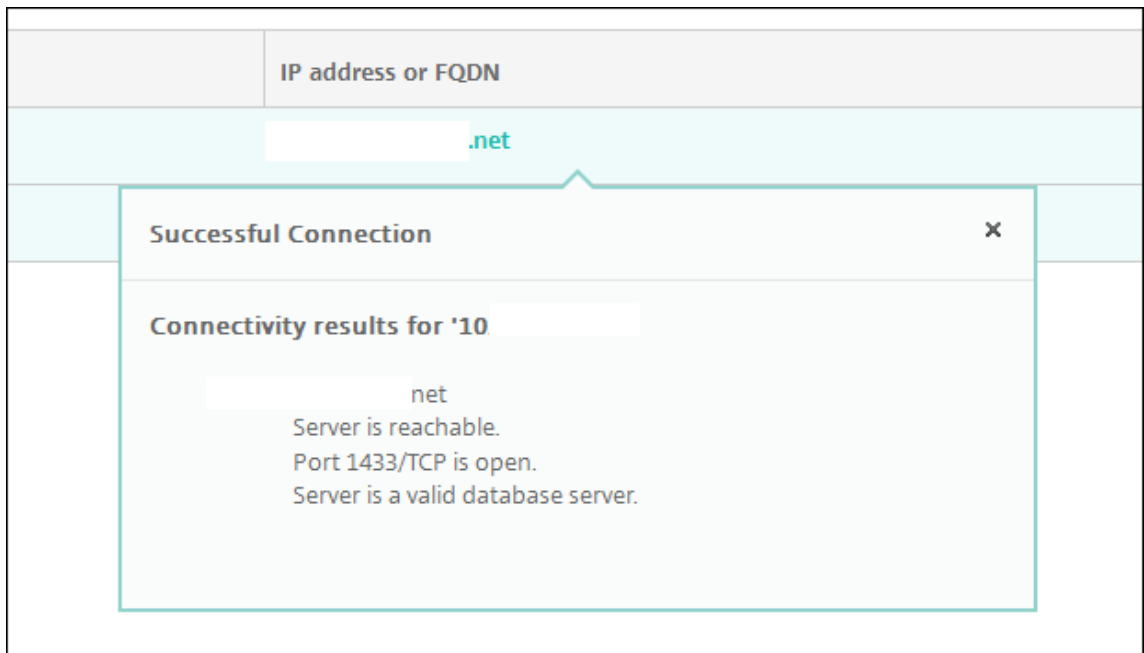 IP address or FQDN
.net
Successful Connection
Connectivity results for '10
net
Server is reachable.
Port 1433/TCP is open.
Server is a valid database server.